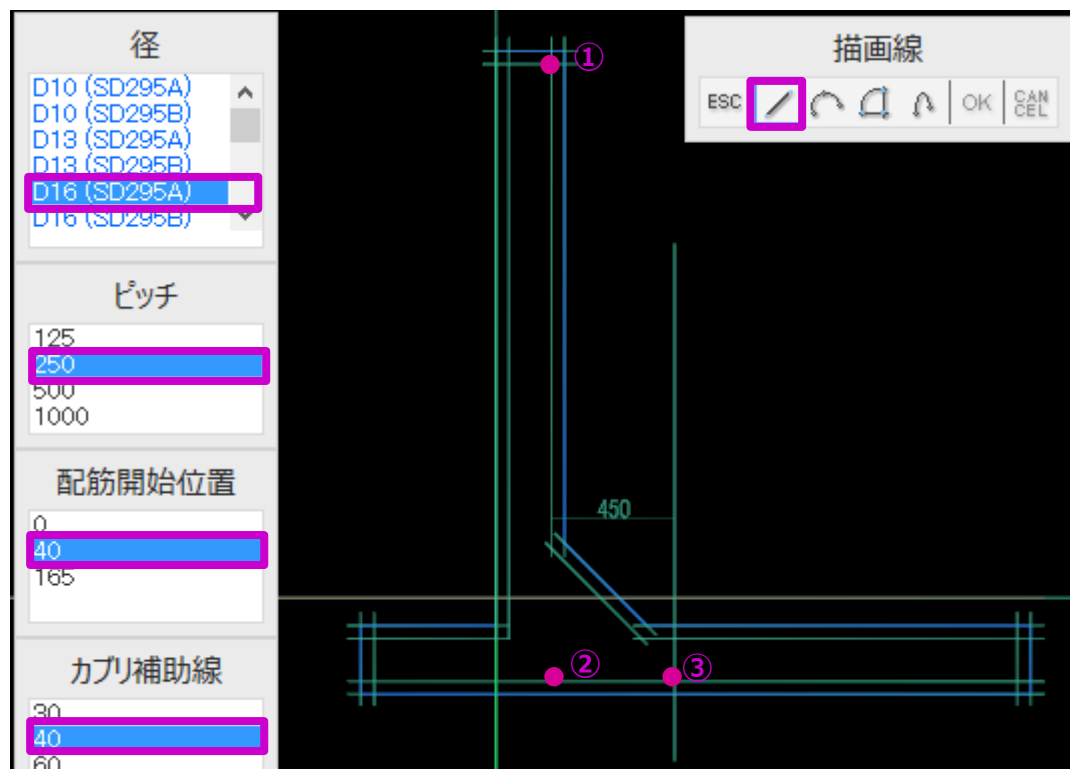 径
D10 (SD295A)
D10 (SD295B)
D13 (SD295A)
D13 (SD295B)
D16 (SD295A)
D16 (SD295B)
ピッチ
125
250
500
1000
配筋開始位置
0
40
165
カブリ補助線
30
40
60
①
描画線
ESC
OK
CAN
CEL
450
②
③